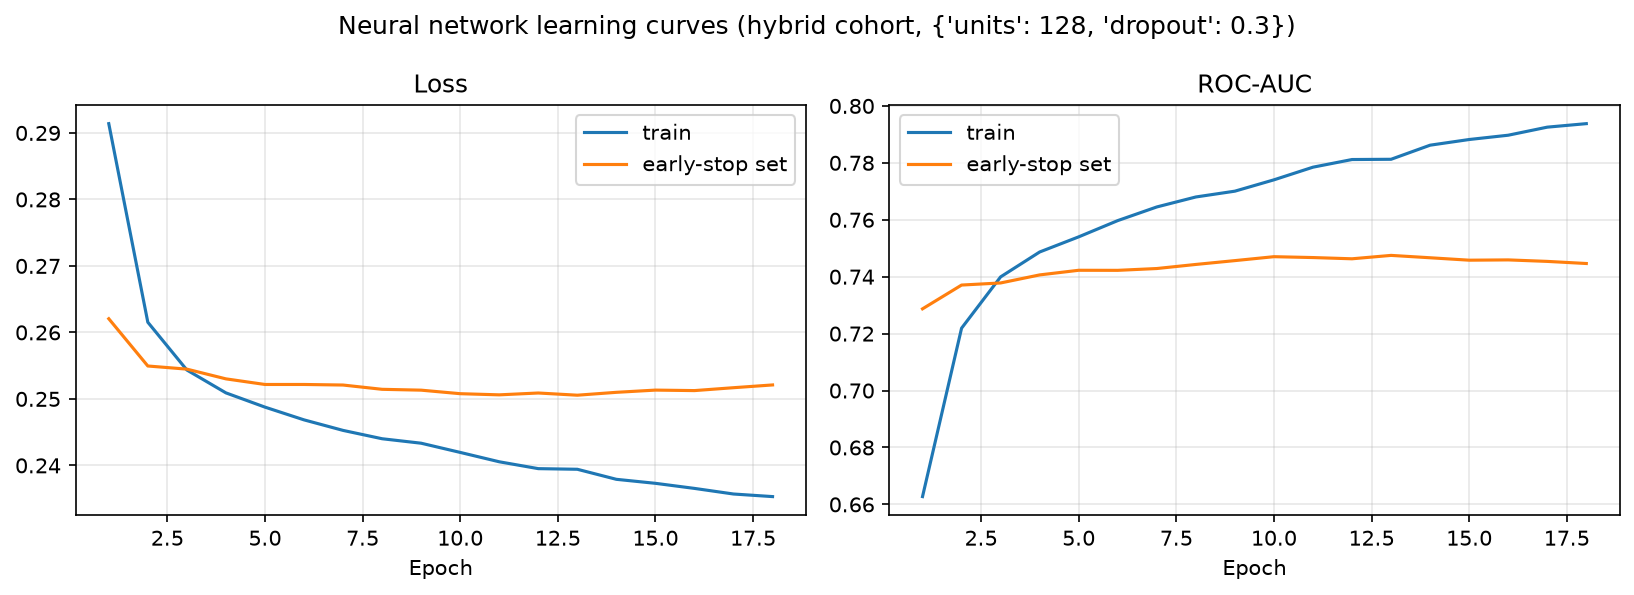 Neural network learning curves (hybrid cohort, {'units': 128, 'dropout': 0.3})
Loss
train
early-stop set
0.29
0.28
0.27
0.26
0.25
0.24
2.5 5.0 7.5 10.0 12.5 15.0 17.5
Epoch
ROC-AUC
train
early-stop set
0.80
0.78
0.76
0.74
0.72
0.70
0.68
0.66
2.5 5.0 7.5 10.0 12.5 15.0 17.5
Epoch